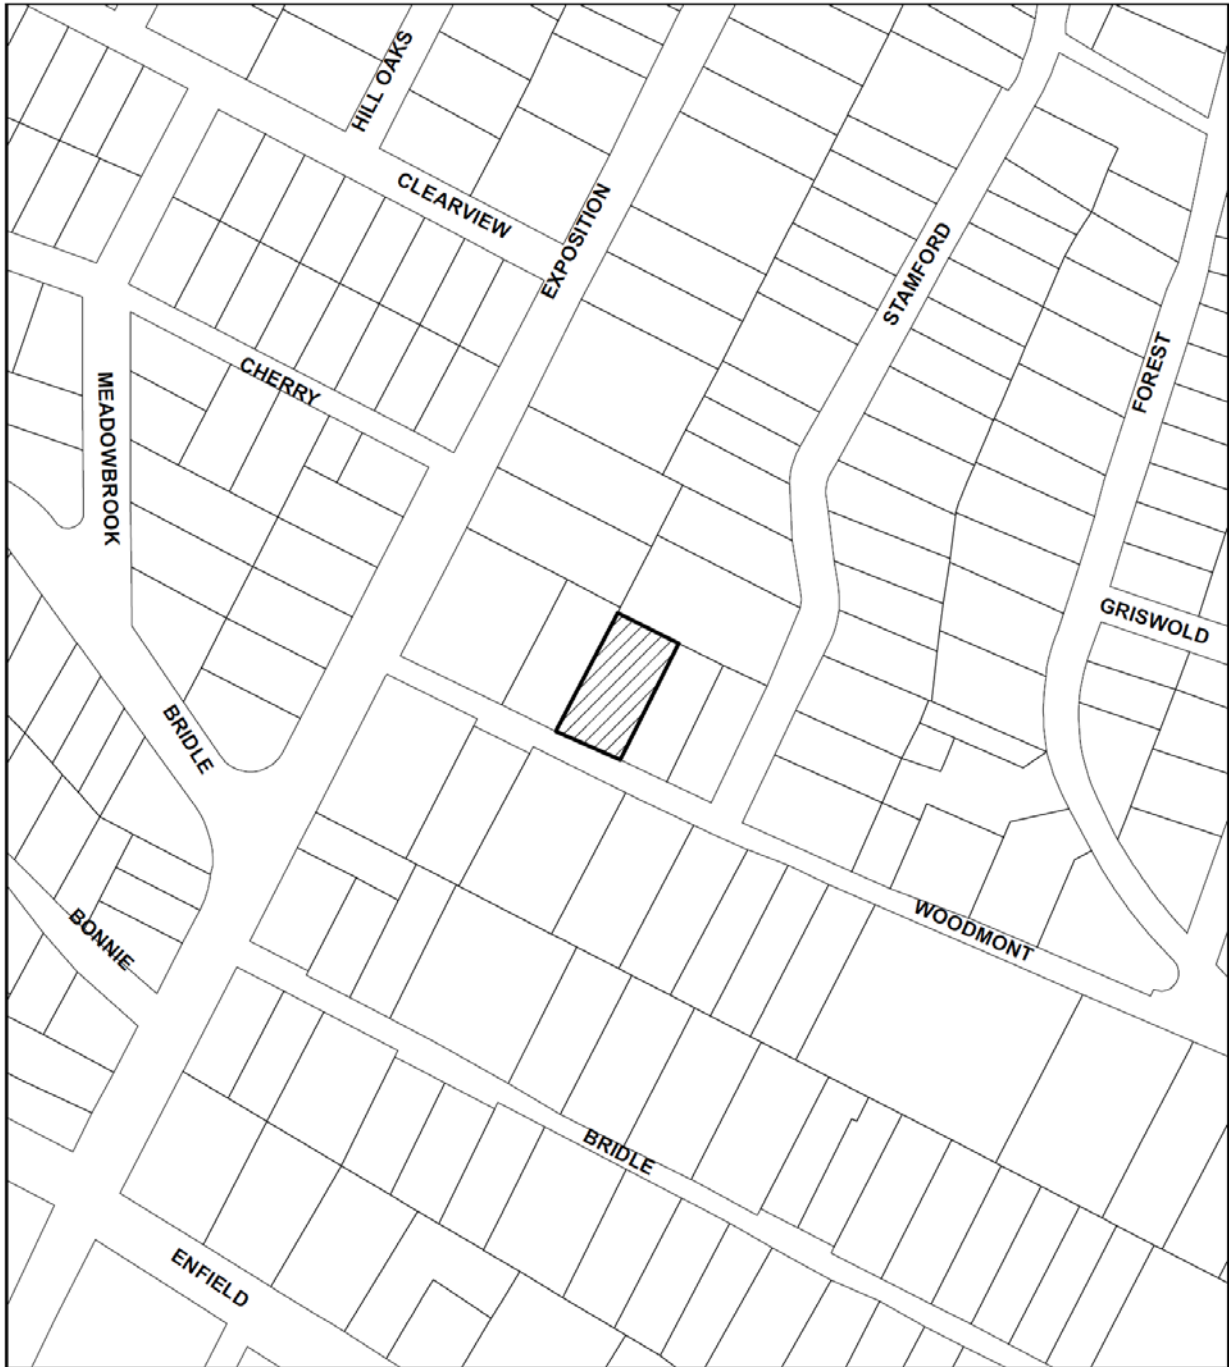 HILL OAKS
CLEARVIEW
EXPOSITION
STAMFORD
FOREST
CHERRY
MEADOWBROOK
GRISWOLD
BRIDLE
WOODMONT
BONNIE
BRIDLE
ENFIELD